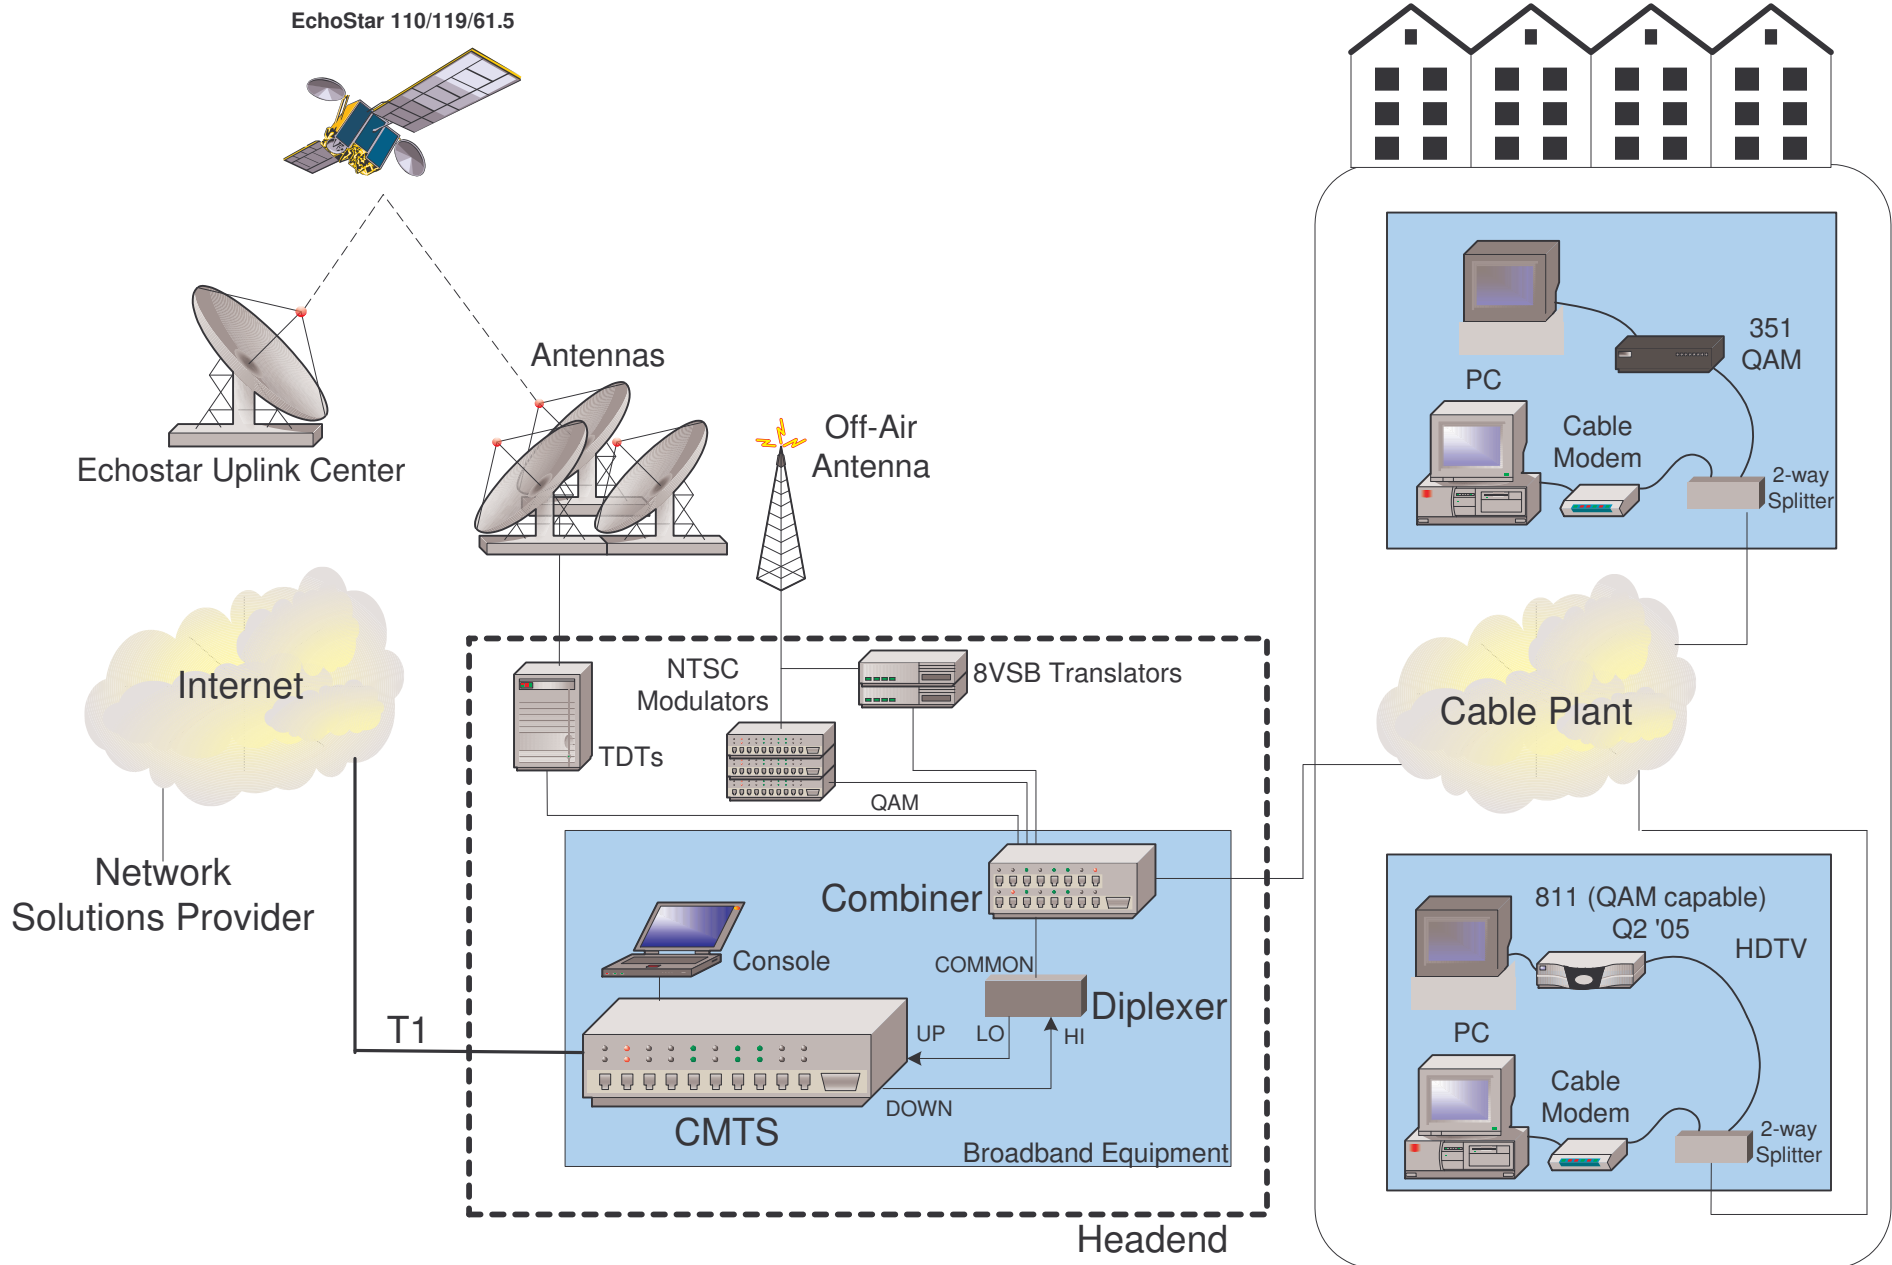 EchoStar 110/119/61.5
Antennas
Off-Air
Antenna
Echostar Uplink Center
Internet
Network
Solutions Provider
T1
NTSC
Modulators
8VSB Translators
TDTs
QAM
Combiner
Console
COMMON
Diplexer
UP
LO
HI
DOWN
CMTS
Broadband Equipment
Headend
351
QAM
PC
Cable
Modem
2-way
Splitter
Cable Plant
811 (QAM capable)
Q2 '05
HDTV
PC
Cable
Modem
2-way
Splitter